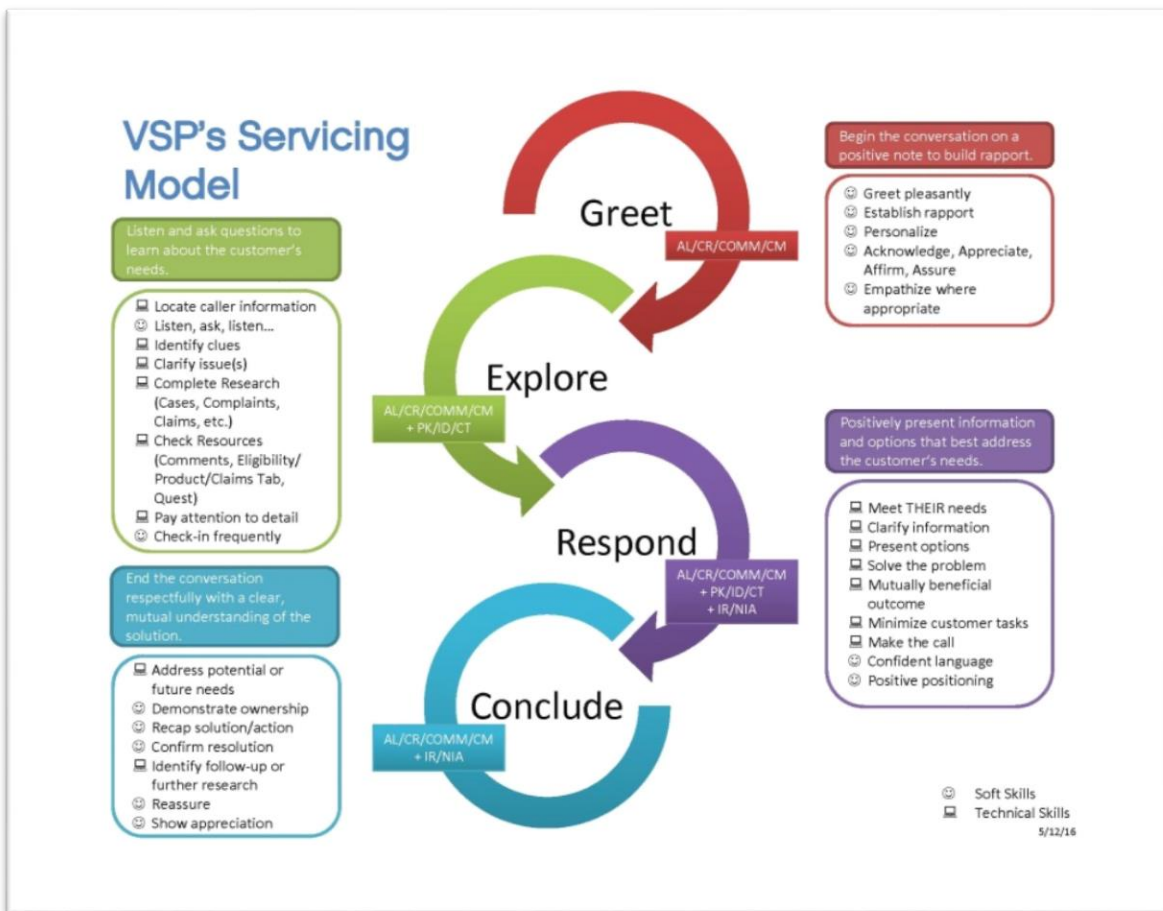 VSP's Servicing
Model
Greet
AL/CR/COMM/CM
Begin the conversation on a
positive note to build rapport.
Greet pleasantly
Establish rapport
Personalize
Acknowledge, Appreciate,
Affirm, Assure
Empathize where
appropriate
Listen and ask questions to
learn about the customer's
needs.
Locate caller information
Listen, ask, listen...
Identify clues
Clarify issue(s)
Complete Research
(Cases, Complaints,
Claims, etc.)
Check Resources
(Comments, Eligibility/
Product/Claims Tab,
Quest)
Pay attention to detail
Check-in frequently
Explore
AL/CR/COMM/CM
+ PK/ID/CT
Respond
AL/CR/COMM/CM
+ PK/ID/CT
+ IR/NIA
Positively present information
and options that best address
the customer's needs.
Meet THEIR needs
Clarify information
Present options
Solve the problem
Mutually beneficial
outcome
Minimize customer tasks
Make the call
Confident language
Positive positioning
End the conversation
respectfully with a clear,
mutual understanding of the
solution.
Address potential or
future needs
Demonstrate ownership
Recap solution/action
Confirm resolution
Identify follow-up or
further research
Reassure
Show appreciation
Conclude
AL/CR/COMM/CM
+ IR/NIA
Soft Skills
Technical Skills
5/12/16